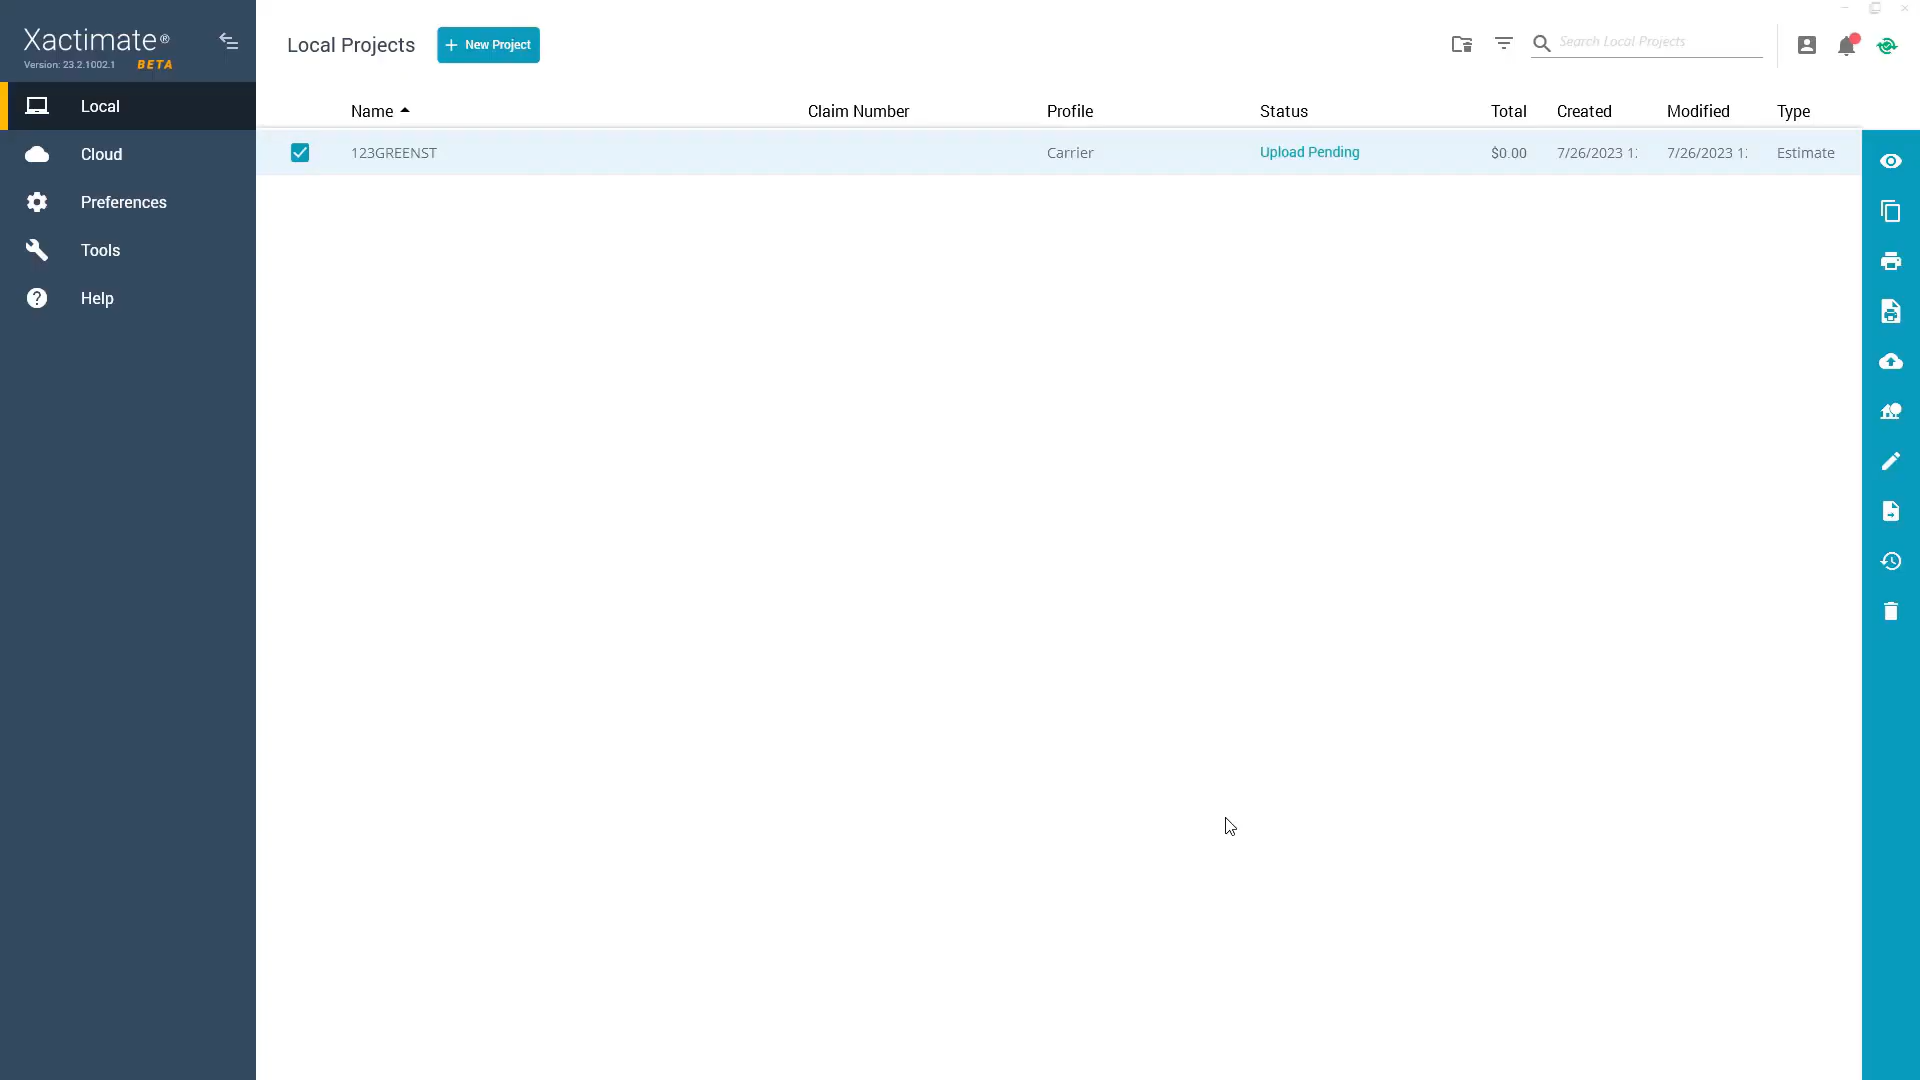 Xactimate®
Version: 23.2.1002.1 BETA
Local Projects
+ New Project
Search Local Projects
Local
Cloud
Preferences
Tools
Help
Name Claim Number Profile Status Total Created Modified Type
123GREENST Carrier Upload Pending $0.00 7/26/2023 7/26/2023 Estimate